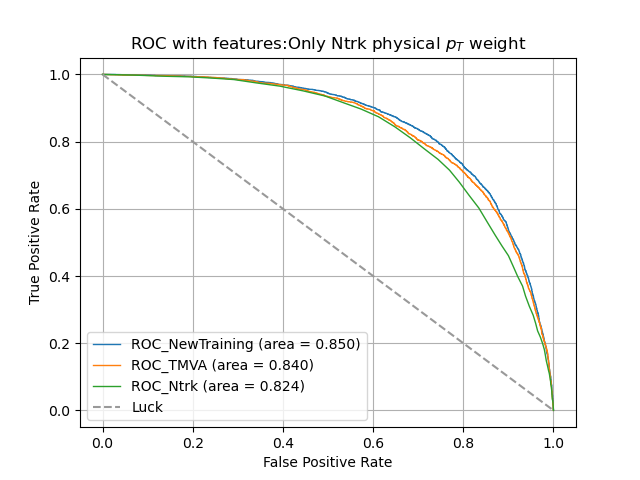 ROC with features:Only Ntrk physical $p_T$ weight
True Positive Rate
1.0
0.8
0.6
0.4
0.2
0.0
ROC_NewTraining (area = 0.850)
ROC_TMVA (area = 0.840)
ROC_Ntrk (area = 0.824)
Luck
0.0 0.2 0.4 0.6 0.8 1.0
False Positive Rate